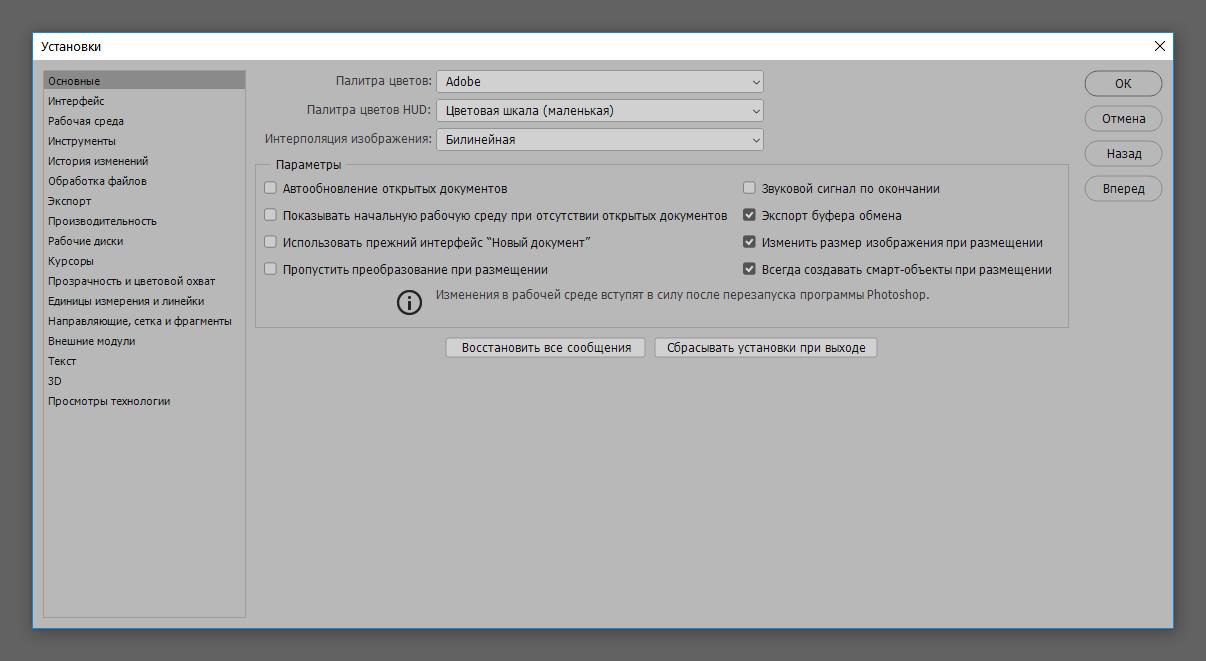 Установки
Основные
Интерфейс
Рабочая среда
Инструменты
История изменений
Обработка файлов
Экспорт
Производительность
Рабочие диски
Курсоры
Прозрачность и цветовой охват
Единицы измерения и линейки
Направляющие, сетка и фрагменты
Внешние модули
Текст
3D
Просмотры технологии
Палитра цветов: Adobe
Палитра цветов HUD: Цветовая шкала (маленькая)
Интерполяция изображения: Билинейная
Параметры
Автообновление открытых документов
Показывать начальную рабочую среду при отсутствии открытых документов
Использовать прежний интерфейс “Новый документ”
Пропустить преобразование при размещении
Звуковой сигнал по окончании
Экспорт буфера обмена
Изменить размер изображения при размещении
Всегда создавать смарт-объекты при размещении
Изменения в рабочей среде вступят в силу после перезапуска программы Photoshop.
Восстановить все сообщения
Сбрасывать установки при выходе
ОК
Отмена
Назад
Вперед